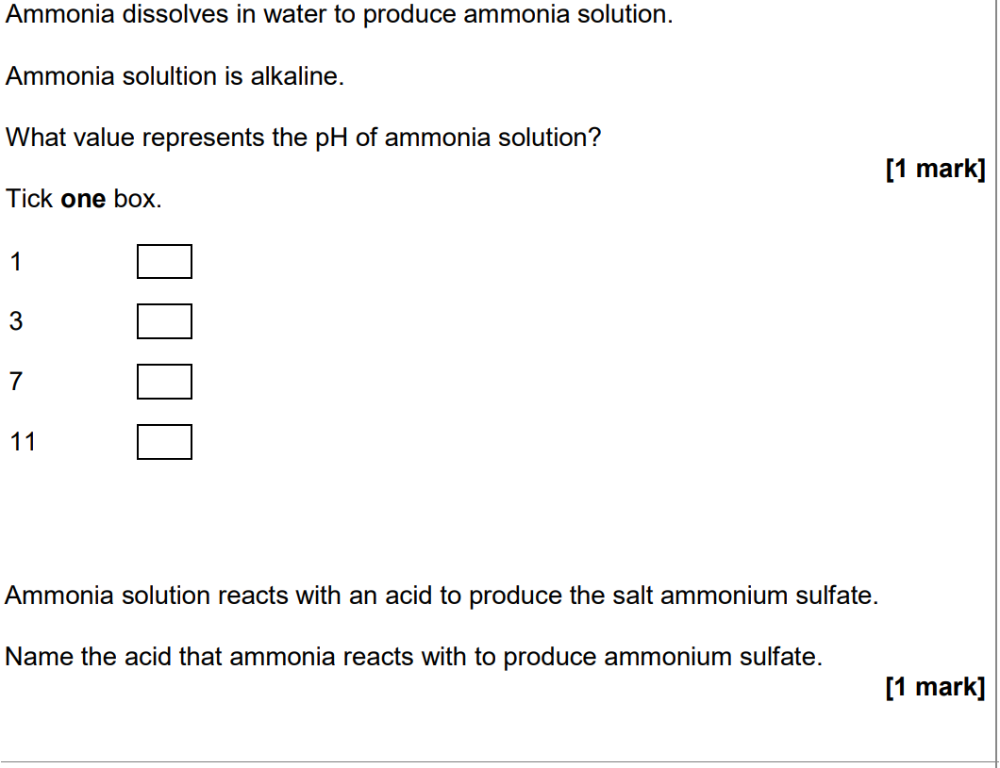 Ammonia dissolves in water to produce ammonia solution.
Ammonia solultion is alkaline.
What value represents the pH of ammonia solution?
[1 mark]
Tick one box.
1
3
7
11
Ammonia solution reacts with an acid to produce the salt ammonium sulfate.
Name the acid that ammonia reacts with to produce ammonium sulfate.
[1 mark]